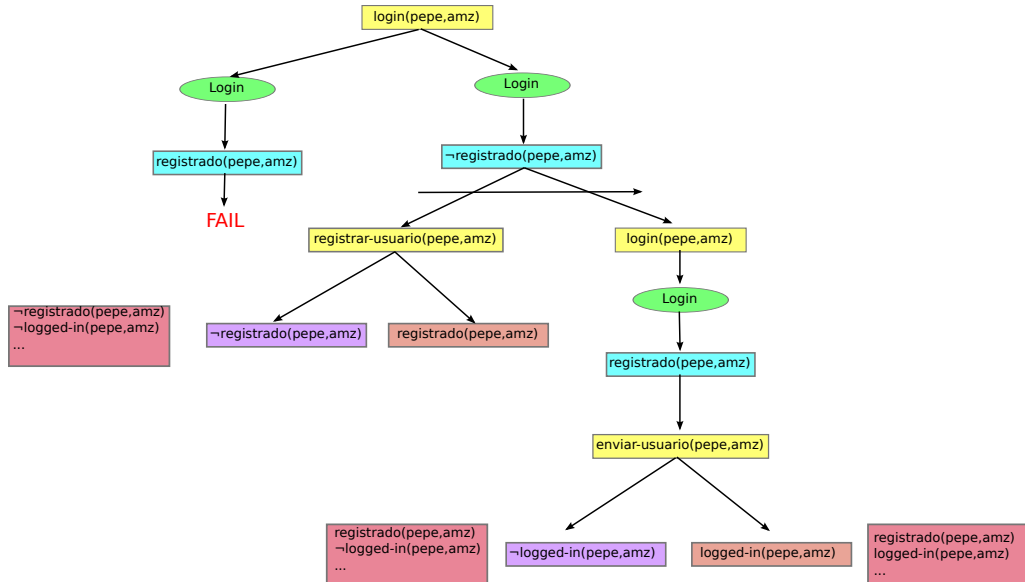 login(pepe,amz)
Login
Login
registrado(pepe,amz)
¬registrado(pepe,amz)
FAIL
registrar-usuario(pepe,amz)
login(pepe,amz)
Login
¬registrado(pepe,amz)
¬logged-in(pepe,amz)
...
¬registrado(pepe,amz)
registrado(pepe,amz)
registrado(pepe,amz)
enviar-usuario(pepe,amz)
registrado(pepe,amz)
¬logged-in(pepe,amz)
...
¬logged-in(pepe,amz)
logged-in(pepe,amz)
registrado(pepe,amz)
logged-in(pepe,amz)
...